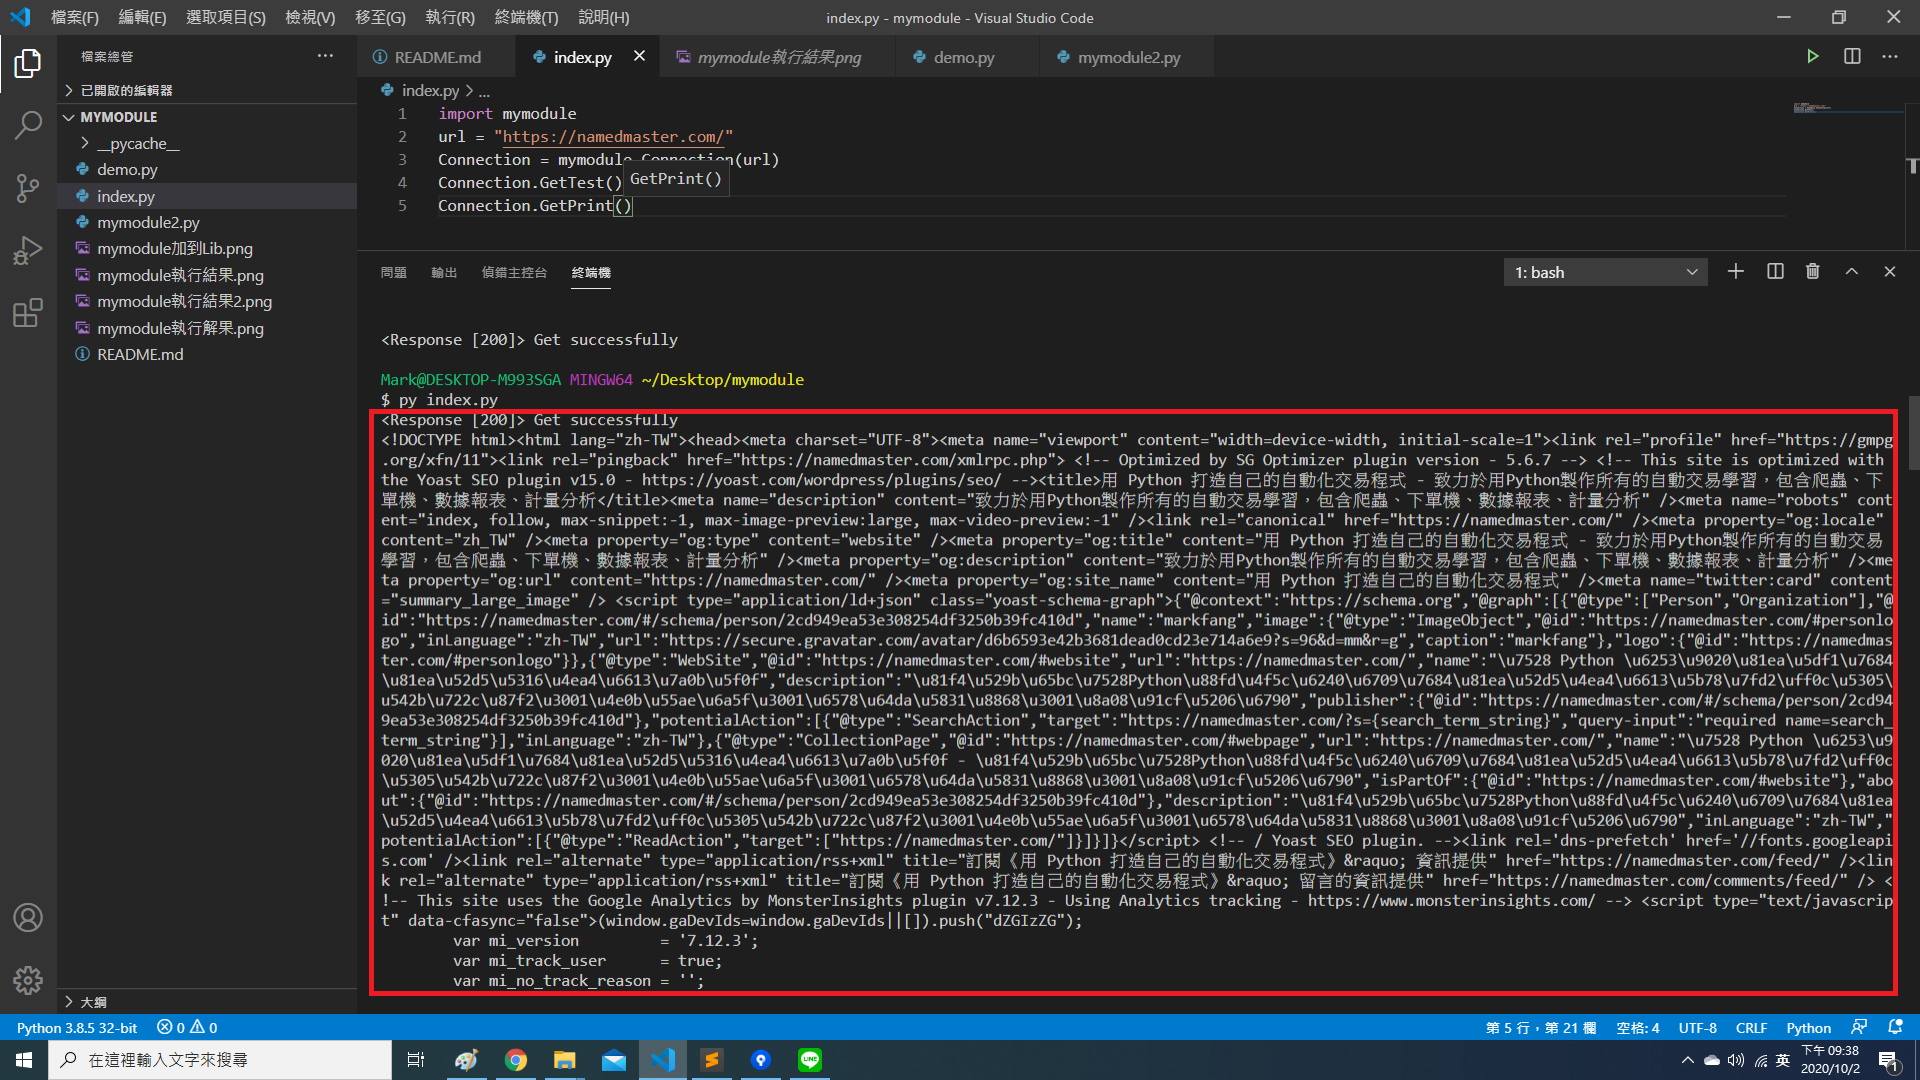 檔案(F) 編輯(E) 選取項目(S) 檢視(V) 移至(G) 執行(R) 終端機(T) 說明(H)
index.py - mymodule - Visual Studio Code
檔案總管
已開啟的編輯器
MYMODULE
__pycache__
demo.py
index.py
mymodule2.py
mymodule加到Lib.png
mymodule執行結果.png
mymodule執行結果2.png
mymodule執行解果.png
README.md
大綱
README.md index.py mymodule執行結果.png demo.py mymodule2.py
index.py > ...
1 import mymodule
2 url = "https://namedmaster.com/"
3 Connection = mymodule.Connection(url)
4 Connection.GetTest()
GetPrint()
5 Connection.GetPrint()
問題 輸出 偵錯主控台 終端機
1: bash
<Response [200]> Get successfully
Mark@DESKTOP-M993SGA MINGW64 ~/Desktop/mymodule
$ py index.py
<Response [200]> Get successfully
<!DOCTYPE html><html lang="zh-TW"><head><meta charset="UTF-8"><meta name="viewport" content="width=device-width, initial-scale=1"><link rel="profile" href="https://gmpg
.org/xfn/11"><link rel="pingback" href="https://namedmaster.com/xmlrpc.php"> <!-- Optimized by SG Optimizer plugin version - 5.6.7 --> <!-- This site is optimized with
the Yoast SEO plugin v15.0 - https://yoast.com/wordpress/plugins/seo/ --><title>用 Python 打造自己的自動化交易程式 - 致力於用Python製作所有的自動交易學習，包含爬蟲、下
單機、數據報表、計量分析</title><meta name="description" content="致力於用Python製作所有的自動交易學習，包含爬蟲、下單機、數據報表、計量分析" /><meta name="robots" cont
ent="index, follow, max-snippet:-1, max-image-preview:large, max-video-preview:-1" /><link rel="canonical" href="https://namedmaster.com/" /><meta property="og:locale"
content="zh_TW" /><meta property="og:type" content="website" /><meta property="og:title" content="用 Python 打造自己的自動化交易程式 - 致力於用Python製作所有的自動交易
學習，包含爬蟲、下單機、數據報表、計量分析" /><meta property="og:description" content="致力於用Python製作所有的自動交易學習，包含爬蟲、下單機、數據報表、計量分析" /><me
ta property="og:url" content="https://namedmaster.com/" /><meta property="og:site_name" content="用 Python 打造自己的自動化交易程式" /><meta name="twitter:card" content
="summary_large_image" /> <script type="application/ld+json" class="yoast-schema-graph">{"@context":"https://schema.org","@graph":[{"@type":["Person","Organization"],"@
id":"https://namedmaster.com/#/schema/person/2cd949ea53e308254df3250b39fc410d","name":"markfang","image":{"@type":"ImageObject","@id":"https://namedmaster.com/#personlo
go","inLanguage":"zh-TW","url":"https://secure.gravatar.com/avatar/d6b6593e42b3681dead0cd23e714a6e9?s=96&d=mm&r=g","caption":"markfang"},"logo":{"@id":"https://namedmas
ter.com/#personlogo"}},{"@type":"WebSite","@id":"https://namedmaster.com/#website","url":"https://namedmaster.com/","name":"\u7528 Python \u6253\u9020\u81ea\u5df1\u7684
\u81ea\u52d5\u5316\u4ea4\u6613\u7a0b\u5f0f","description":"\u81f4\u529b\u65bc\u7528Python\u88fd\u4f5c\u6240\u6709\u7684\u81ea\u52d5\u4ea4\u6613\u5b78\u7fd2\uff0c\u5305\
u542b\u722c\u87f2\u3001\u4e0b\u55ae\u6a5f\u3001\u6578\u64da\u5831\u8868\u3001\u8a08\u91cf\u5206\u6790","publisher":{"@id":"https://namedmaster.com/#/schema/person/2cd94
9ea53e308254df3250b39fc410d"},"potentialAction":[{"@type":"SearchAction","target":"https://namedmaster.com/?s={search_term_string}","query-input":"required name=search_
term_string"}],"inLanguage":"zh-TW"},{"@type":"CollectionPage","@id":"https://namedmaster.com/#webpage","url":"https://namedmaster.com/","name":"\u7528 Python \u6253\u9
020\u81ea\u5df1\u7684\u81ea\u52d5\u5316\u4ea4\u6613\u7a0b\u5f0f - \u81f4\u529b\u65bc\u7528Python\u88fd\u4f5c\u6240\u6709\u7684\u81ea\u52d5\u4ea4\u6613\u5b78\u7fd2\uff0c
\u5305\u542b\u722c\u87f2\u3001\u4e0b\u55ae\u6a5f\u3001\u6578\u64da\u5831\u8868\u3001\u8a08\u91cf\u5206\u6790","isPartOf":{"@id":"https://namedmaster.com/#website"},"abo
ut":{"@id":"https://namedmaster.com/#/schema/person/2cd949ea53e308254df3250b39fc410d"},"description":"\u81f4\u529b\u65bc\u7528Python\u88fd\u4f5c\u6240\u6709\u7684\u81ea
\u52d5\u4ea4\u6613\u5b78\u7fd2\uff0c\u5305\u542b\u722c\u87f2\u3001\u4e0b\u55ae\u6a5f\u3001\u6578\u64da\u5831\u8868\u3001\u8a08\u91cf\u5206\u6790","inLanguage":"zh-TW","
potentialAction":[{"@type":"ReadAction","target":["https://namedmaster.com/"]}]}]}</script> <!-- / Yoast SEO plugin. --><link rel='dns-prefetch' href='//fonts.googleapi
s.com' /><link rel="alternate" type="application/rss+xml" title="訂閱《用 Python 打造自己的自動化交易程式》&raquo; 資訊提供" href="https://namedmaster.com/feed/" /><lin
k rel="alternate" type="application/rss+xml" title="訂閱《用 Python 打造自己的自動化交易程式》&raquo; 留言的資訊提供" href="https://namedmaster.com/comments/feed/" /> <
!-- This site uses the Google Analytics by MonsterInsights plugin v7.12.3 - Using Analytics tracking - https://www.monsterinsights.com/ --> <script type="text/javascrip
t" data-cfasync="false">(window.gaDevIds=window.gaDevIds||[]).push("dZGIzZG");
var mi_version = '7.12.3';
var mi_track_user = true;
var mi_no_track_reason = '';
Python 3.8.5 32-bit 0 0
第 5 行，第 21 欄 空格: 4 UTF-8 CRLF Python
在這裡輸入文字來搜尋
LINE
英
下午 09:38
2020/10/2
1